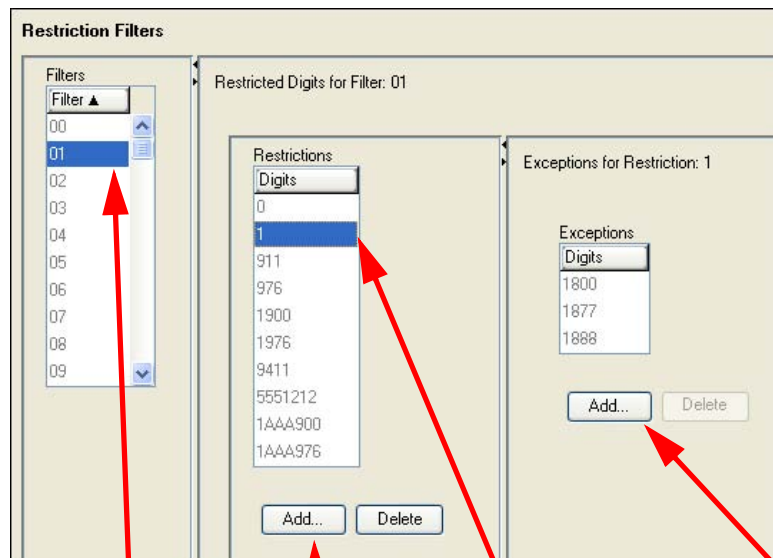 Restriction Filters
Filters
Filter ▲
00
01
02
03
04
05
06
07
08
09
Restricted Digits for Filter: 01
Restrictions
Digits
0
1
911
976
1900
1976
9411
5551212
1AAA900
1AAA976
Add...
Delete
Exceptions for Restriction: 1
Exceptions
Digits
1800
1877
1888
Add...
Delete